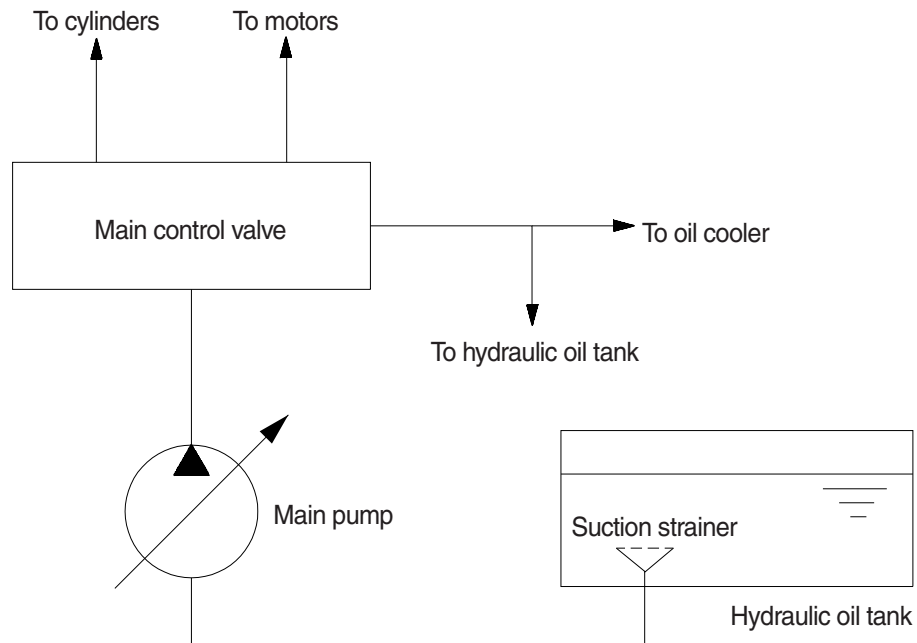 To cylinders
To motors
Main control valve
To oil cooler
To hydraulic oil tank
Main pump
Suction strainer
Hydraulic oil tank